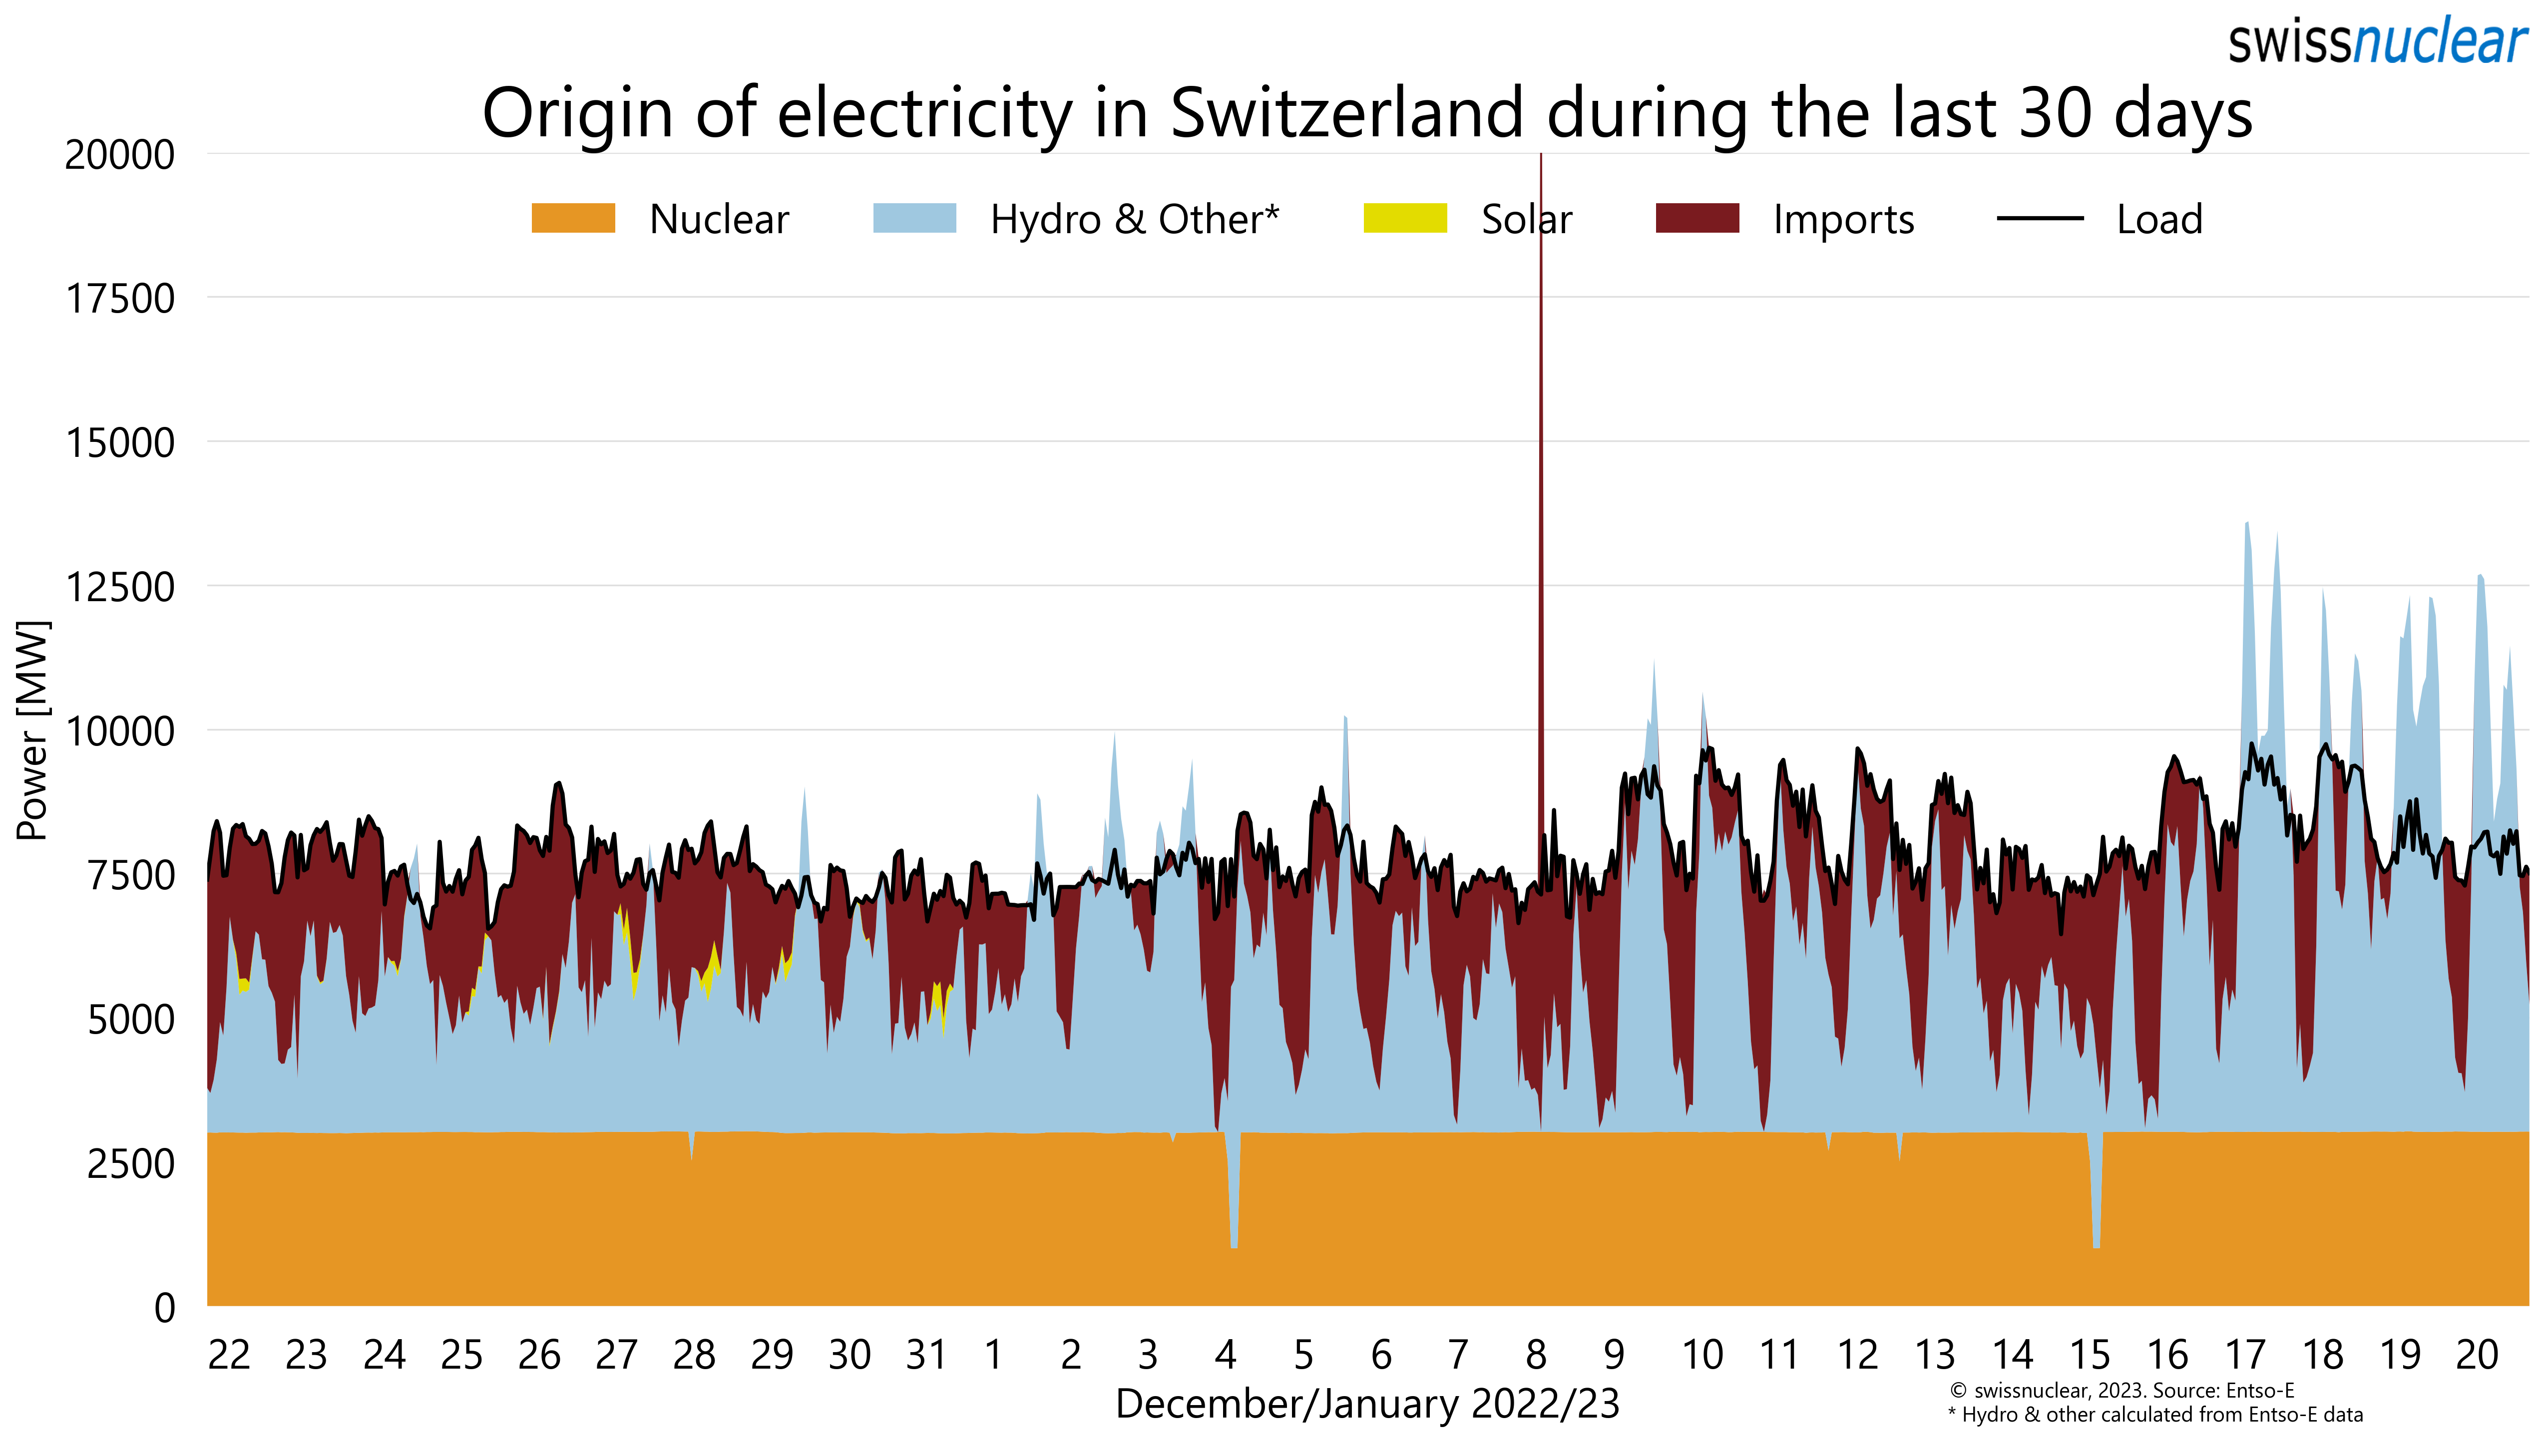 swissnuclear
Origin of electricity in Switzerland during the last 30 days
Nuclear Hydro & Other* Solar Imports Load
20000
17500
15000
12500
10000
7500
5000
2500
0
Power [MW]
22 23 24 25 26 27 28 29 30 31 1 2 3 4 5 6 7 8 9 10 11 12 13 14 15 16 17 18 19 20
December/January 2022/23
© swissnuclear, 2023. Source: Entso-E
* Hydro & other calculated from Entso-E data